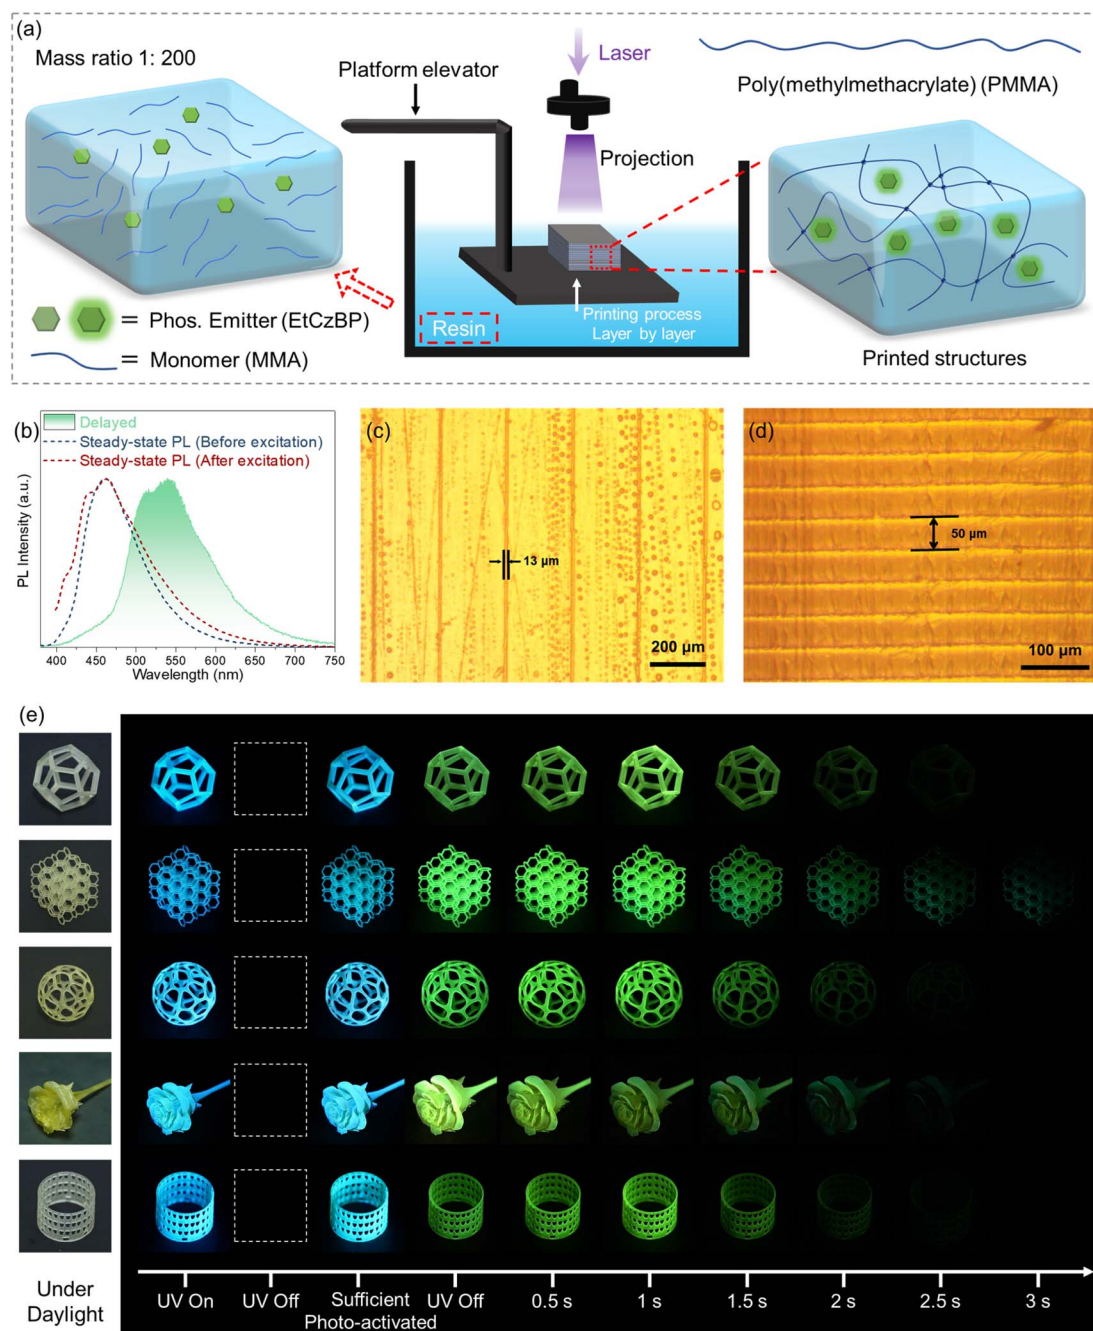 (a)
Mass ratio 1: 200
Platform elevator
Laser
Projection
Poly(methylmethacrylate) (PMMA)
Resin
Printing process
Layer by layer
= Phos. Emitter (EtCzBP)
= Monomer (MMA)
Printed structures
(b)
Delayed
Steady-state PL (Before excitation)
Steady-state PL (After excitation)
PL Intensity (a.u.)
400 450 500 550 600 650 700 750
Wavelength (nm)
(c)
13 μm
200 μm
(d)
50 μm
100 μm
(e)
Under
Daylight
UV On
UV Off
Sufficient
Photo-activated
UV Off
0.5 s
1 s
1.5 s
2 s
2.5 s
3 s